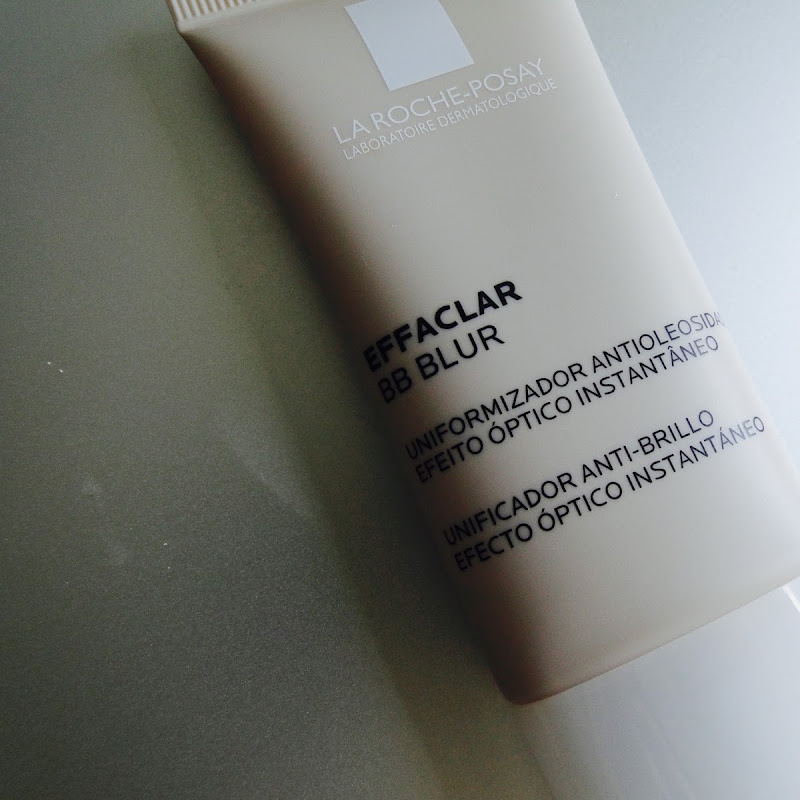 LA ROCHE-POSAY
LABORATOIRE DERMATOLOGIQUE
EFFACLAR
BB BLUR
UNIFORMIZADOR ANTIOLEOSIDA
EFEITO ÓPTICO INSTANTÂNEO
UNIFICADOR ANTI-BRILLO
EFECTO ÓPTICO INSTANTÁNEO